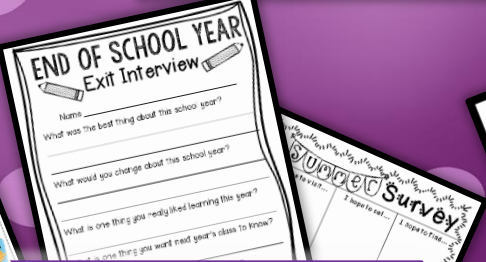 END OF SCHOOL YEAR
Exit Interview
Name
What was the best thing about this school year?
What would you change about this school year?
What is one thing you really liked learning this year?
is one thing you want next year's class to know?
Summer Survey
to visit...
I hope to eat...
I hope to find...